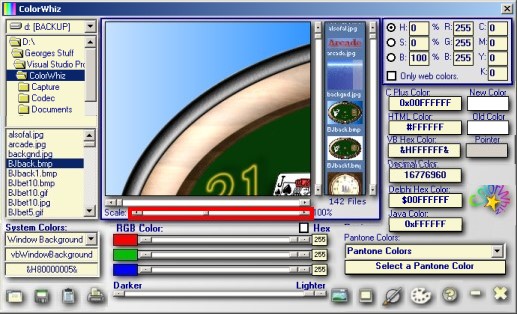 ColorWhiz
d: [BACKUP]
D:\
Georges Stuff
Visual Studio Pro
ColorWhiz
Capture
Codec
Documents
alsofal.jpg
arcade.jpg
backgnd.jpg
BJback.bmp
BJback1.bmp
BJbet10.bmp
BJbet10.gif
BJbet10.jpg
BJbet5.gif
21
alsofal.jpg
Arcade
arcade.jpg
backgnd.jpg
BJback.bmp
BJback1.bmp
142 Files
Scale:
100%
H: 0 % R: 255 C: 0
S: 0 % G: 255 M: 0
B: 100 % B: 255 Y: 0
Only web colors. K: 0
C Plus Color: New Color
0x00FFFFFF
HTML Color Old Color
#FFFFFF
VB Hex Color Pointer
&HFFFFFF&
Decimal Color
16776960
Delphi Hex Color
$00FFFFFF
Java Color:
0xFFFFFF
Colorful
System Colors:
Window Background
vbWindowBackground
&H80000005&
RGB Color: Hex
255
255
255
Darker Lighter
Pantone Colors:
Pantone Colors
Select a Pantone Color